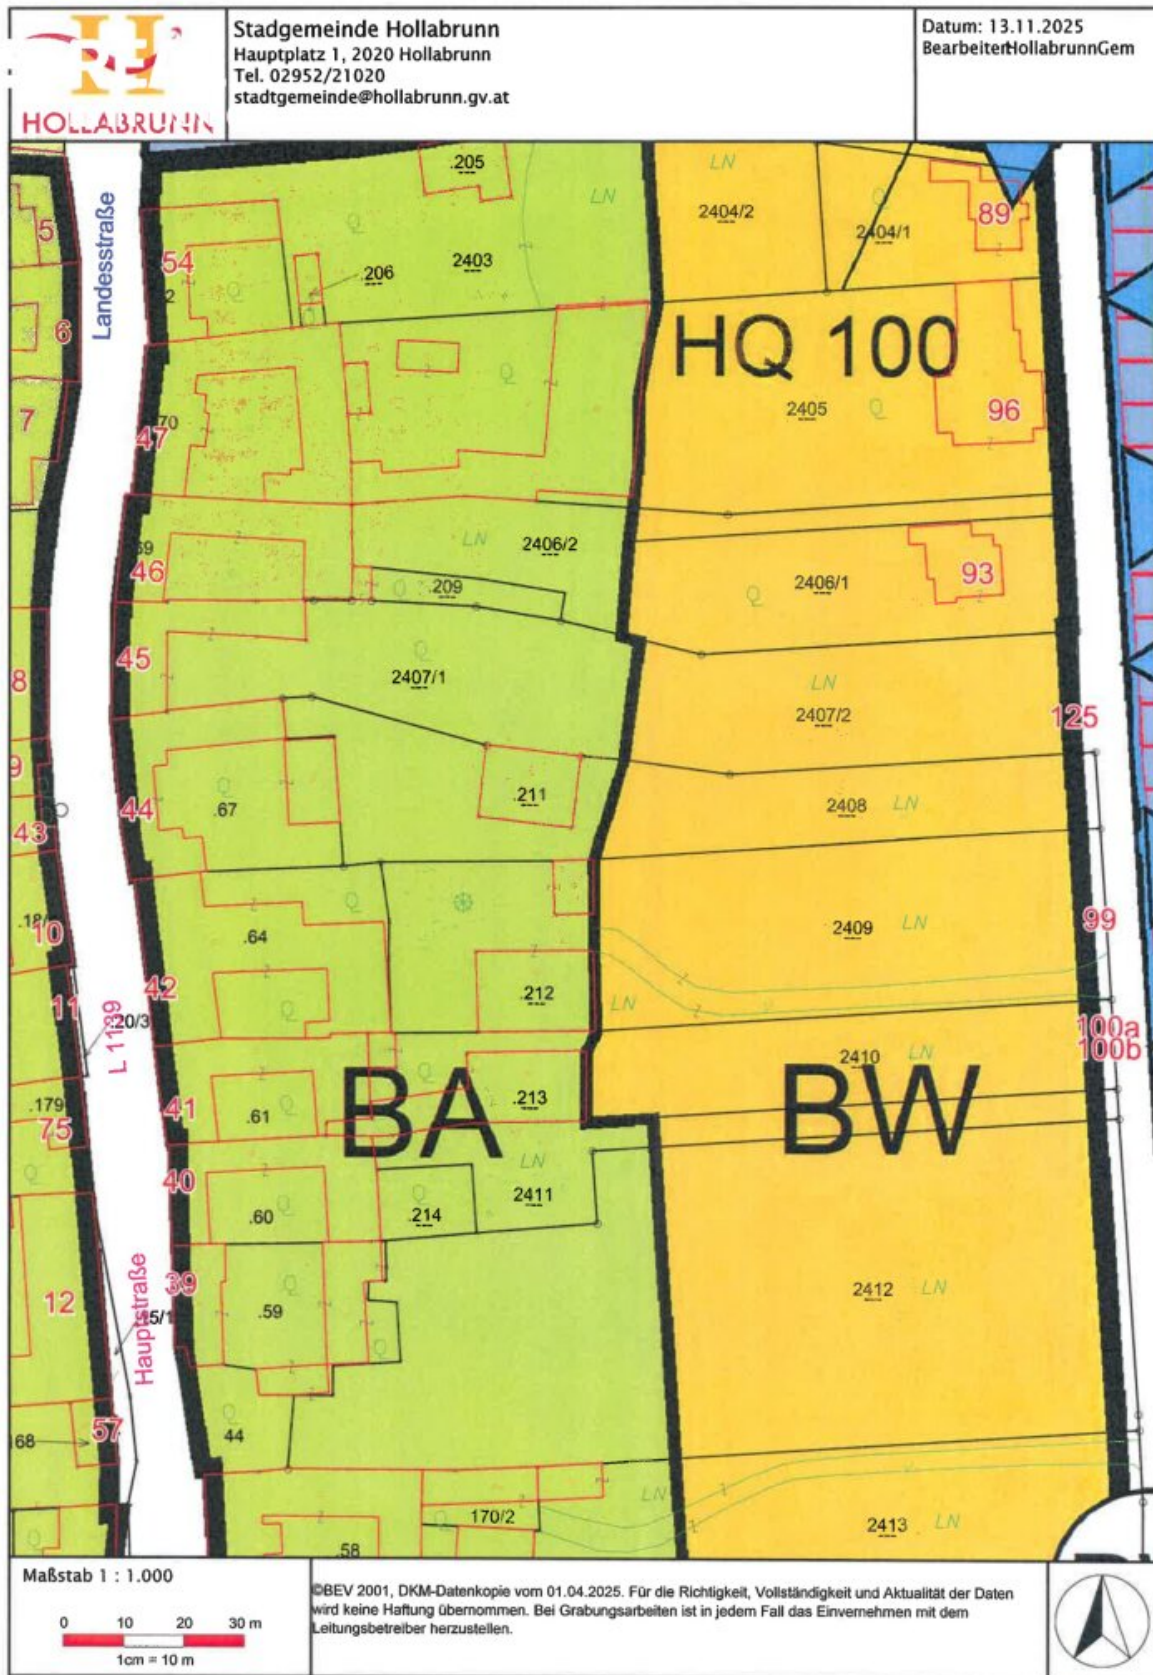 HOLLABRUNN
Stadgemeinde Hollabrunn
Hauptplatz 1, 2020 Hollabrunn
Tel. 02952/21020
stadtgemeinde@hollabrunn.gv.at
Datum: 13.11.2025
BearbeiterHollabrunnGem
.205
LN
LN
2404/2
2404/1
89
5
Landesstraße
54
.206
2403
6
HQ 100
7
47
70
2405
96
69
46
LN
2406/2
.209
2406/1
93
8
45
2407/1
LN
2407/2
125
9
43
44
.67
.211
2408
LN
10
.64
2409
LN
99
42
.212
LN
11
.20/3
L 1139
100a
100b
2410
LN
.179
75
41
.61
BA
.213
BW
40
.60
.214
LN
2411
12
Hauptstraße
39
.59
2412
LN
57
68
44
LN
170/2
2413
LN
.58
Maßstab 1 : 1.000
0 10 20 30 m
1cm = 10 m
©BEV 2001, DKM-Datenkopie vom 01.04.2025. Für die Richtigkeit, Vollständigkeit und Aktualität der Daten
wird keine Haftung übernommen. Bei Grabungsarbeiten ist in jedem Fall das Einvernehmen mit dem
Leitungsbetreiber herzustellen.